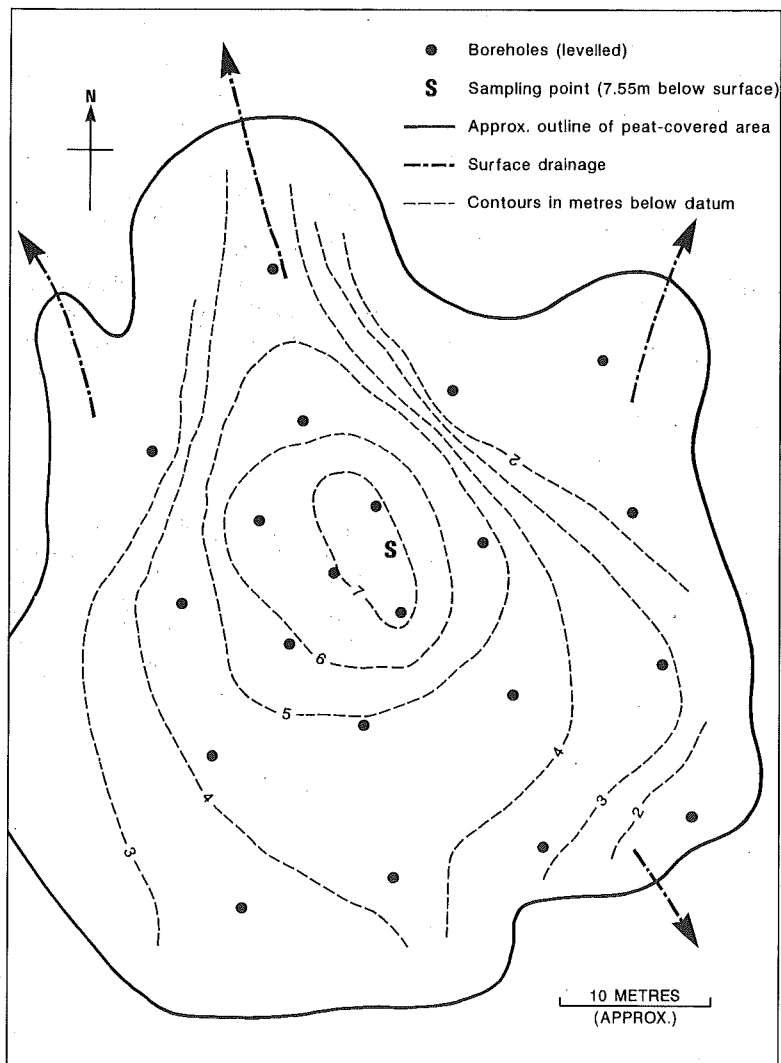 N
Boreholes (levelled)
S Sampling point (7.55m below surface)
Approx. outline of peat-covered area
Surface drainage
Contours in metres below datum
2
S
7
6
5
4
4
3
3
2
10 METRES
(APPROX.)